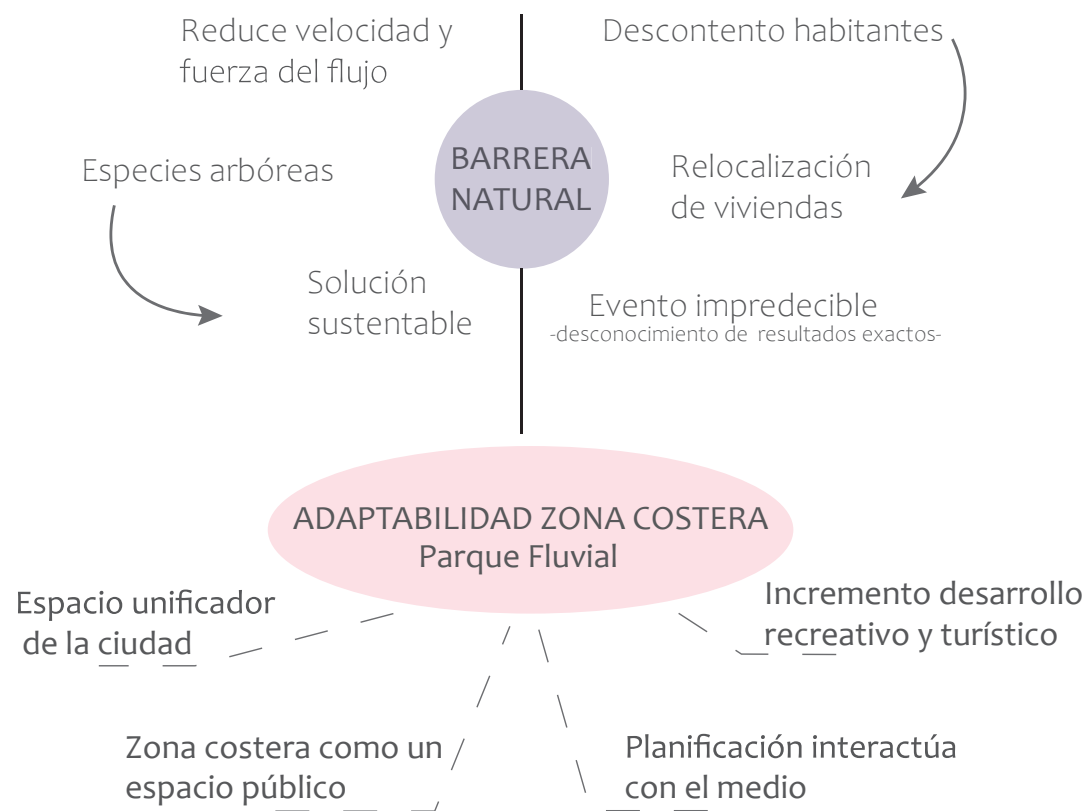 Reduce velocidad y
fuerza del flujo
Descontento habitantes
BARRERA
NATURAL
Especies arbóreas
Relocalización
de viviendas
Solución
sustentable
Evento impredecible
-desconocimiento de resultados exactos-
ADAPTABILIDAD ZONA COSTERA
Parque Fluvial
Espacio unificador
de la ciudad
Incremento desarrollo
recreativo y turístico
Zona costera como un
espacio público
Planificación interactúa
con el medio